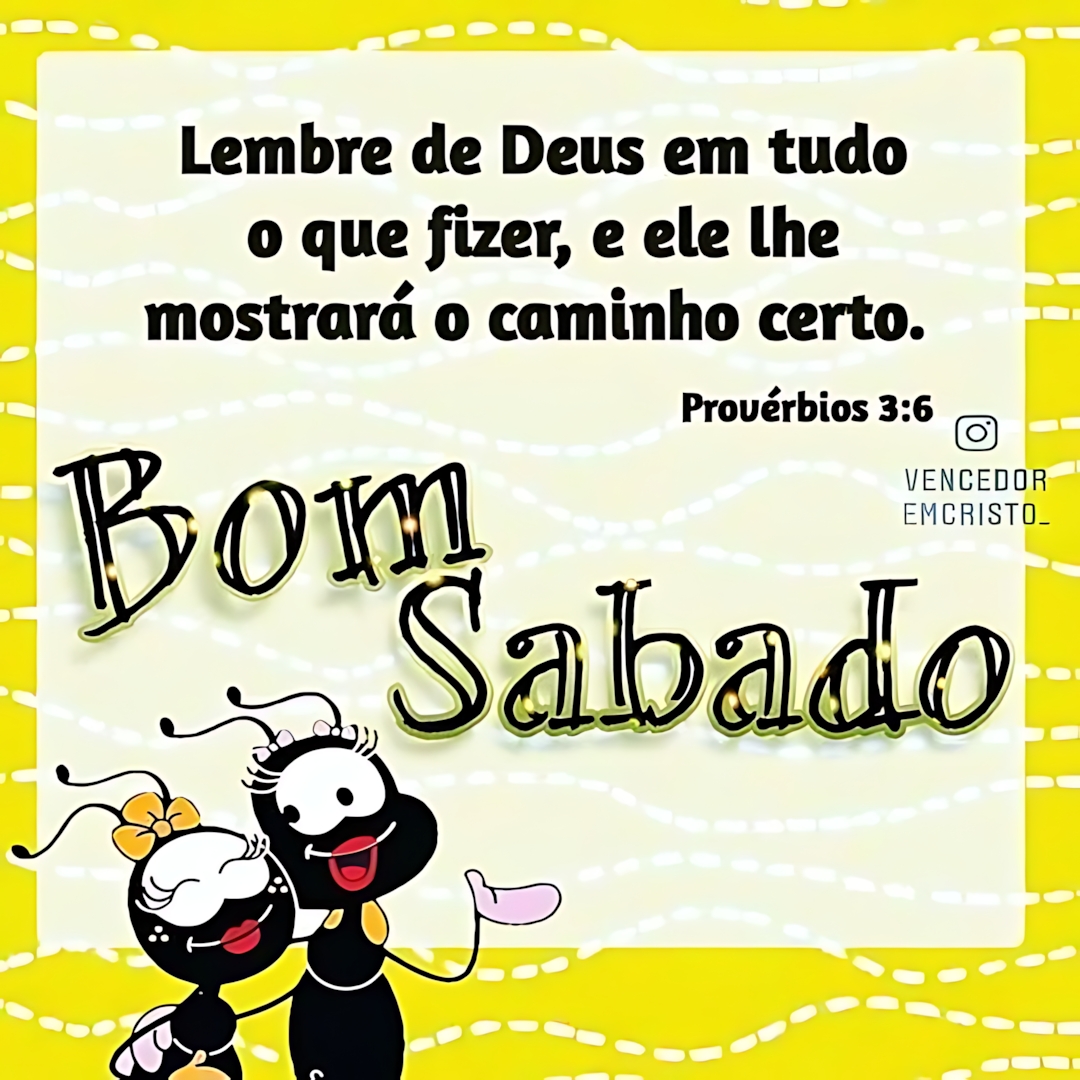 Lembre de Deus em tudo
o que fizer, e ele lhe
mostrará o caminho certo.
Provérbios 3:6
VENCEDOR
EMCRISTO_
Bom
Sabado